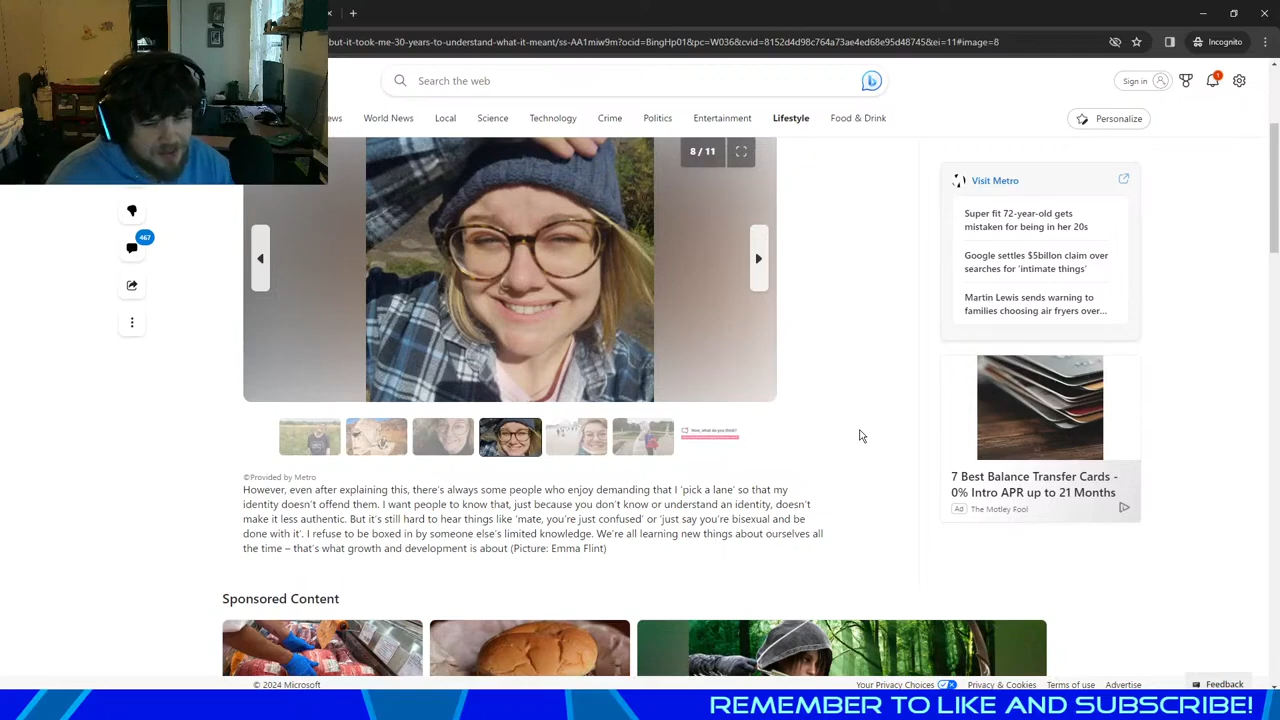 but-it-took-me-30-years-to-understand-what-it-meant/ss-AA1miw9m?ocid=BingHp01&pc=W036&cvid=8152d4d98c764a73ae4ed68e95d48745&ei=11#image=8
Incognito
Search the web
Sign in
1
World News
Local
Science
Technology
Crime
Politics
Entertainment
Lifestyle
Food & Drink
Personalize
8 / 11
467
Visit Metro
Super fit 72-year-old gets
mistaken for being in her 20s
Google settles $5billon claim over
searches for 'intimate things'
Martin Lewis sends warning to
families choosing air fryers over...
7 Best Balance Transfer Cards -
0% Intro APR up to 21 Months
Ad The Motley Fool
Now, what do you think?
©Provided by Metro
However, even after explaining this, there's always some people who enjoy demanding that I 'pick a lane' so that my
identity doesn't offend them. I want people to know that, just because you don't know or understand an identity, doesn't
make it less authentic. But it's still hard to hear things like 'mate, you're just confused' or 'just say you're bisexual and be
done with it'. I refuse to be boxed in by someone else's limited knowledge. We're all learning new things about ourselves all
the time – that's what growth and development is about (Picture: Emma Flint)
Sponsored Content
© 2024 Microsoft
Your Privacy Choices
Privacy & Cookies
Terms of use
Advertise
Feedback
REMEMBER TO LIKE AND SUBSCRIBE!